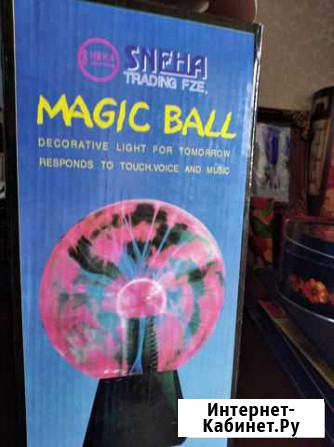 SNEHA
TRADING FZE.
MAGIC BALL
DECORATIVE LIGHT FOR TOMORROW
RESPONDS TO TOUCH,VOICE AND MUSIC
Интернет-
Кабинет.Ру